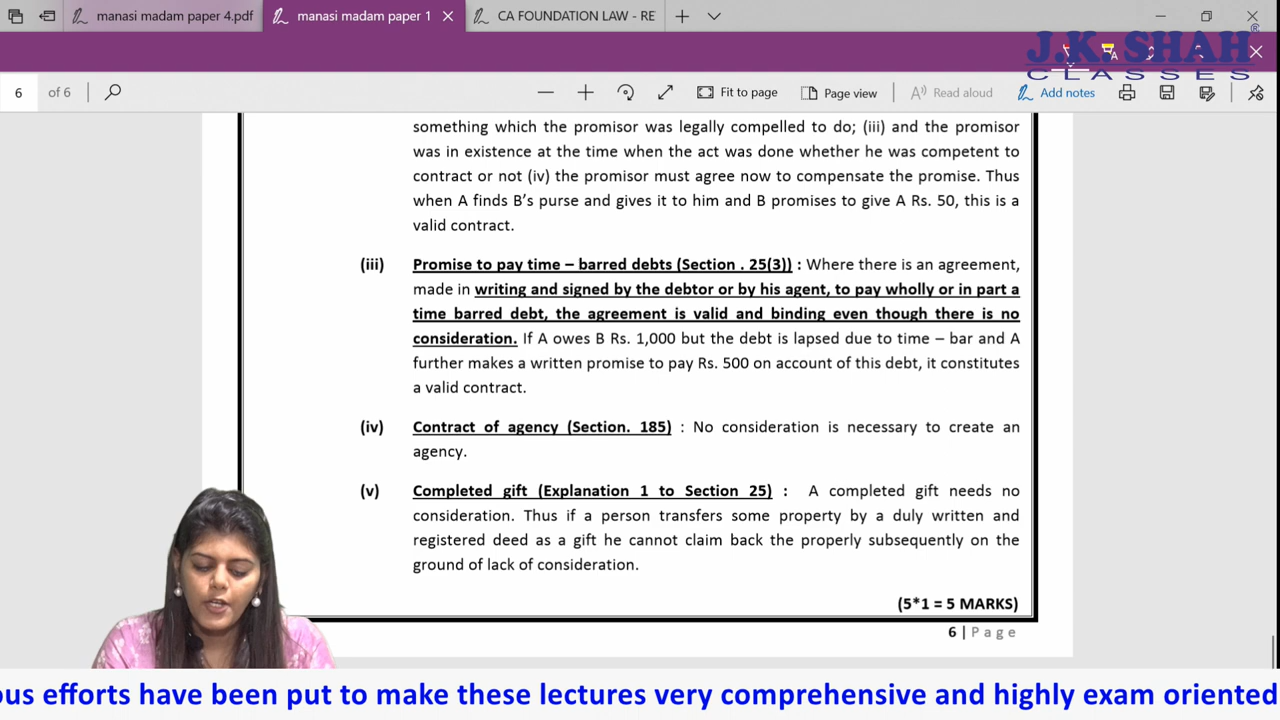 manasi madam paper 4.pdf
manasi madam paper 1
CA FOUNDATION LAW - RE
J.K. SHAH®
CLASSES
6 of 6
Fit to page
Page view
Read aloud
Add notes
something which the promisor was legally compelled to do; (iii) and the promisor
was in existence at the time when the act was done whether he was competent to
contract or not (iv) the promisor must agree now to compensate the promise. Thus
when A finds B’s purse and gives it to him and B promises to give A Rs. 50, this is a
valid contract.
(iii) Promise to pay time – barred debts (Section . 25(3)) : Where there is an agreement,
made in writing and signed by the debtor or by his agent, to pay wholly or in part a
time barred debt, the agreement is valid and binding even though there is no
consideration. If A owes B Rs. 1,000 but the debt is lapsed due to time – bar and A
further makes a written promise to pay Rs. 500 on account of this debt, it constitutes
a valid contract.
(iv) Contract of agency (Section. 185) : No consideration is necessary to create an
agency.
(v) Completed gift (Explanation 1 to Section 25) : A completed gift needs no
consideration. Thus if a person transfers some property by a duly written and
registered deed as a gift he cannot claim back the properly subsequently on the
ground of lack of consideration.
(5*1 = 5 MARKS)
6 | Page
ous efforts have been put to make these lectures very comprehensive and highly exam oriented